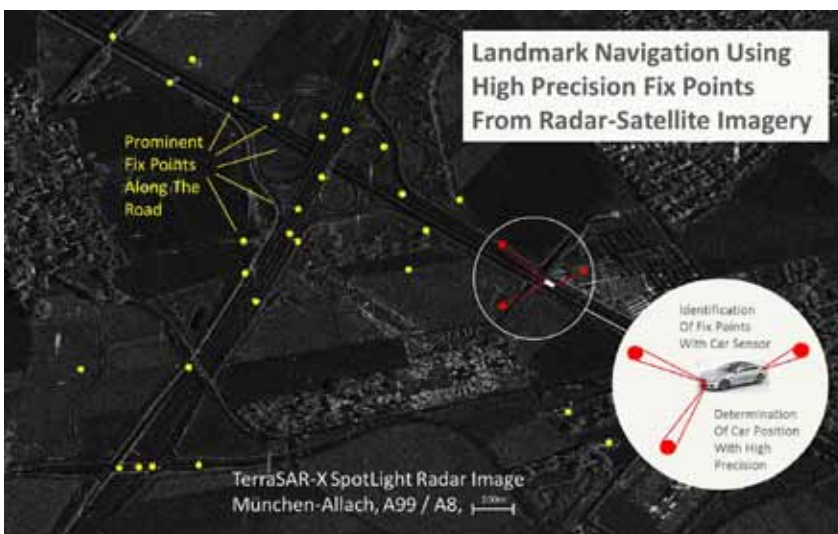 Landmark Navigation Using
High Precision Fix Points
From Radar-Satellite Imagery
Prominent
Fix Points
Along The
Road
Identification
Of Fix Points
With Car Sensor
Determination
Of Car Position
With High
Precision
TerraSAR-X SpotLight Radar Image
München-Allach, A99 / A8,